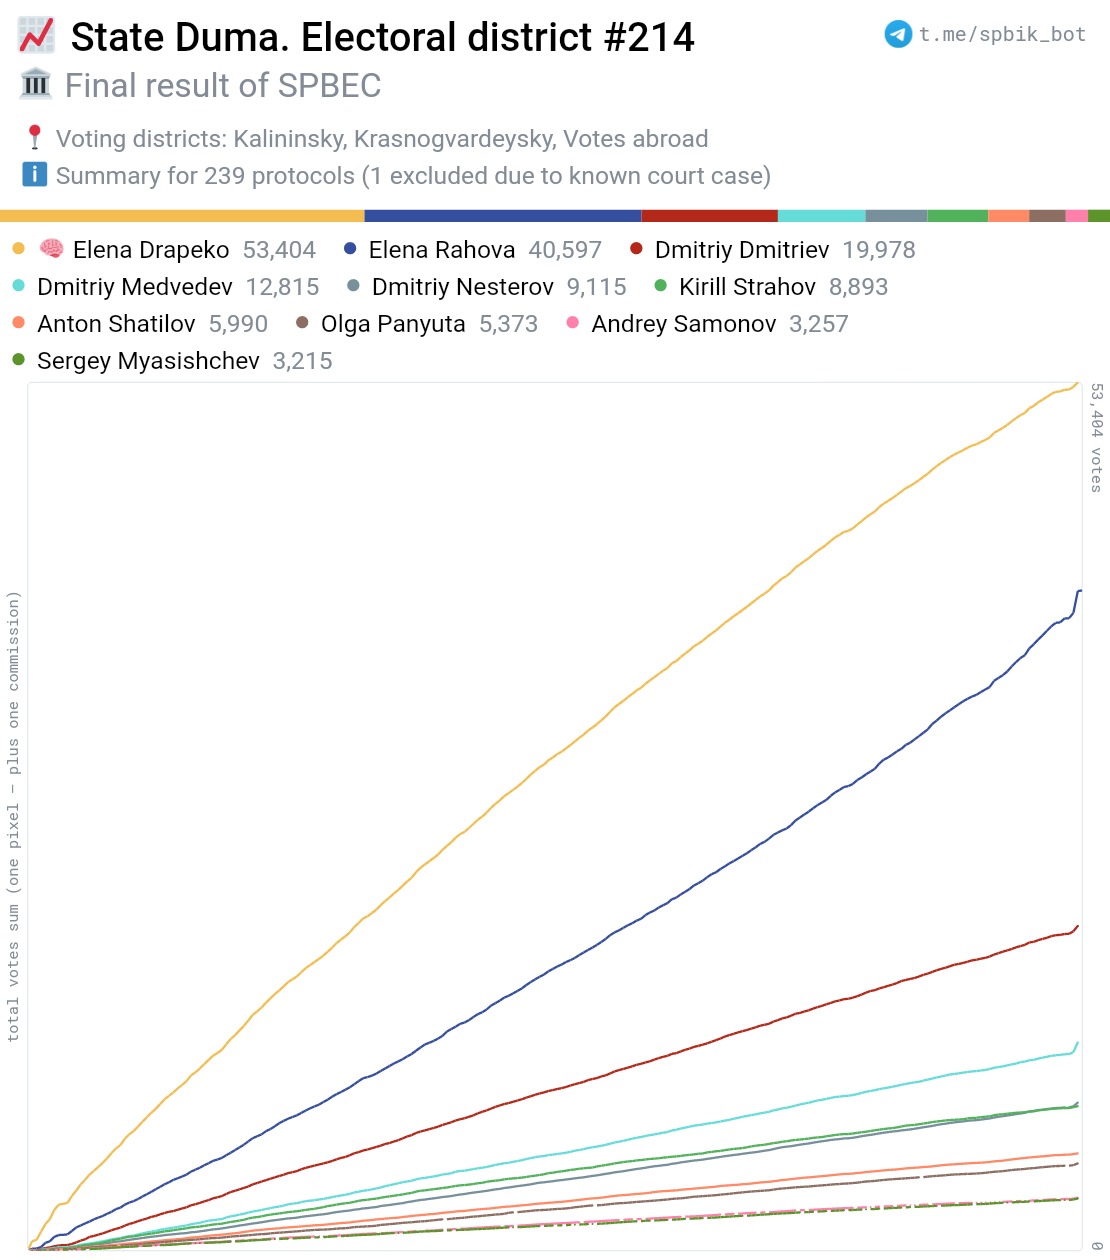 State Duma. Electoral district #214
t.me/spbik_bot
Final result of SPBEC
Voting districts: Kalininsky, Krasnogvardeysky, Votes abroad
Summary for 239 protocols (1 excluded due to known court case)
Elena Drapeko 53,404 Elena Rahova 40,597 Dmitriy Dmitriev 19,978
Dmitriy Medvedev 12,815 Dmitriy Nesterov 9,115 Kirill Strahov 8,893
Anton Shatilov 5,990 Olga Panyuta 5,373 Andrey Samonov 3,257
Sergey Myasishchev 3,215
53,404 votes
total votes sum (one pixel — plus one commission)
0